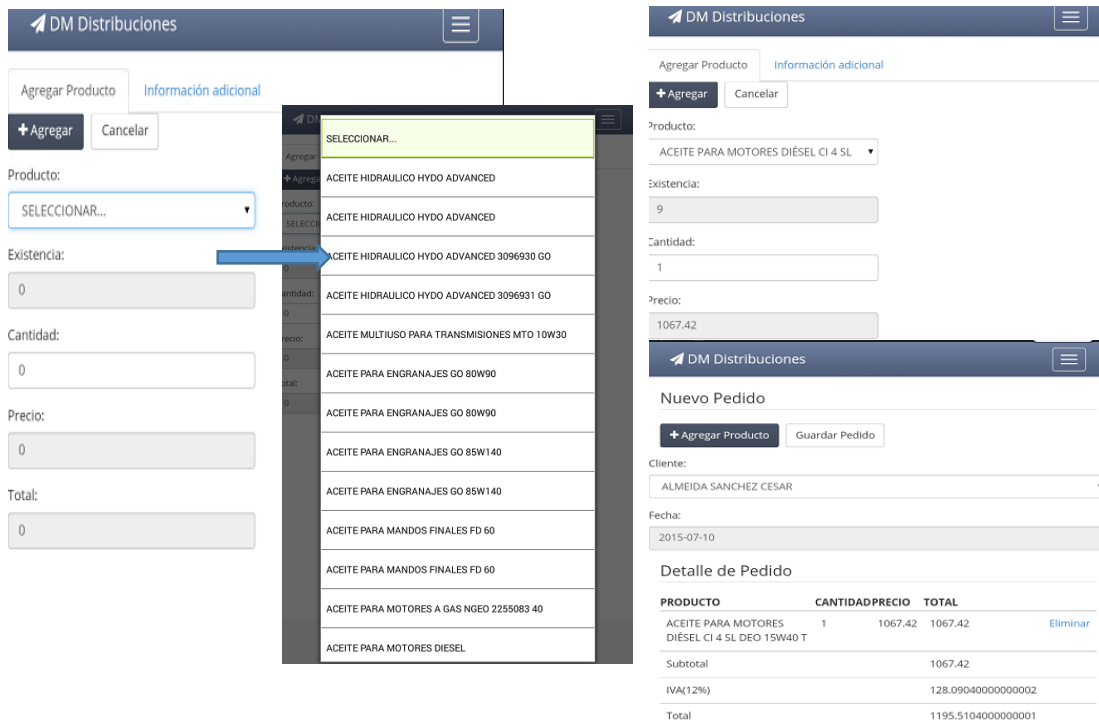 DM Distribuciones
Agregar Producto Información adicional
+ Agregar Cancelar
Producto:
SELECCIONAR...
Existencia:
0
Cantidad:
0
Precio:
0
Total:
0
SELECCIONAR...
ACEITE HIDRAULICO HYDO ADVANCED
ACEITE HIDRAULICO HYDO ADVANCED
ACEITE HIDRAULICO HYDO ADVANCED 3096930 GO
ACEITE HIDRAULICO HYDO ADVANCED 3096931 GO
ACEITE MULTIUSO PARA TRANSMISIONES MTO 10W30
ACEITE PARA ENGRANAJES GO 80W90
ACEITE PARA ENGRANAJES GO 80W90
ACEITE PARA ENGRANAJES GO 85W140
ACEITE PARA ENGRANAJES GO 85W140
ACEITE PARA MANDOS FINALES FD 60
ACEITE PARA MANDOS FINALES FD 60
ACEITE PARA MOTORES A GAS NGEO 2255083 40
ACEITE PARA MOTORES DIESEL
DM Distribuciones
Agregar Producto Información adicional
+ Agregar Cancelar
Producto:
ACEITE PARA MOTORES DIÉSEL CI 4 SL
Existencia:
9
Cantidad:
1
Precio:
1067.42
DM Distribuciones
Nuevo Pedido
+ Agregar Producto Guardar Pedido
Cliente:
ALMEIDA SANCHEZ CESAR
Fecha:
2015-07-10
Detalle de Pedido
PRODUCTO CANTIDAD PRECIO TOTAL
ACEITE PARA MOTORES 1 1067.42 1067.42 Eliminar
DIÉSEL CI 4 SL DEO 15W40 T
Subtotal 1067.42
IVA(12%) 128.09040000000002
Total 1195.5104000000001